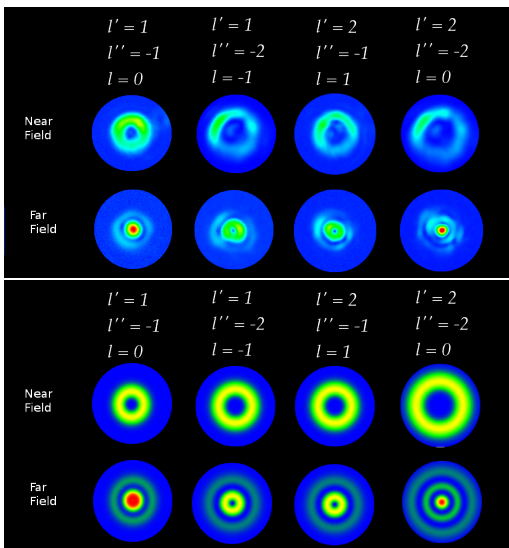 l′ = 1 l′ = 1 l′ = 2 l′ = 2
l′′ = -1 l′′ = -2 l′′ = -1 l′′ = -2
l = 0 l = -1 l = 1 l = 0
Near
Field
Far
Field
l′ = 1 l′ = 1 l′ = 2 l′ = 2
l′′ = -1 l′′ = -2 l′′ = -1 l′′ = -2
l = 0 l = -1 l = 1 l = 0
Near
Field
Far
Field